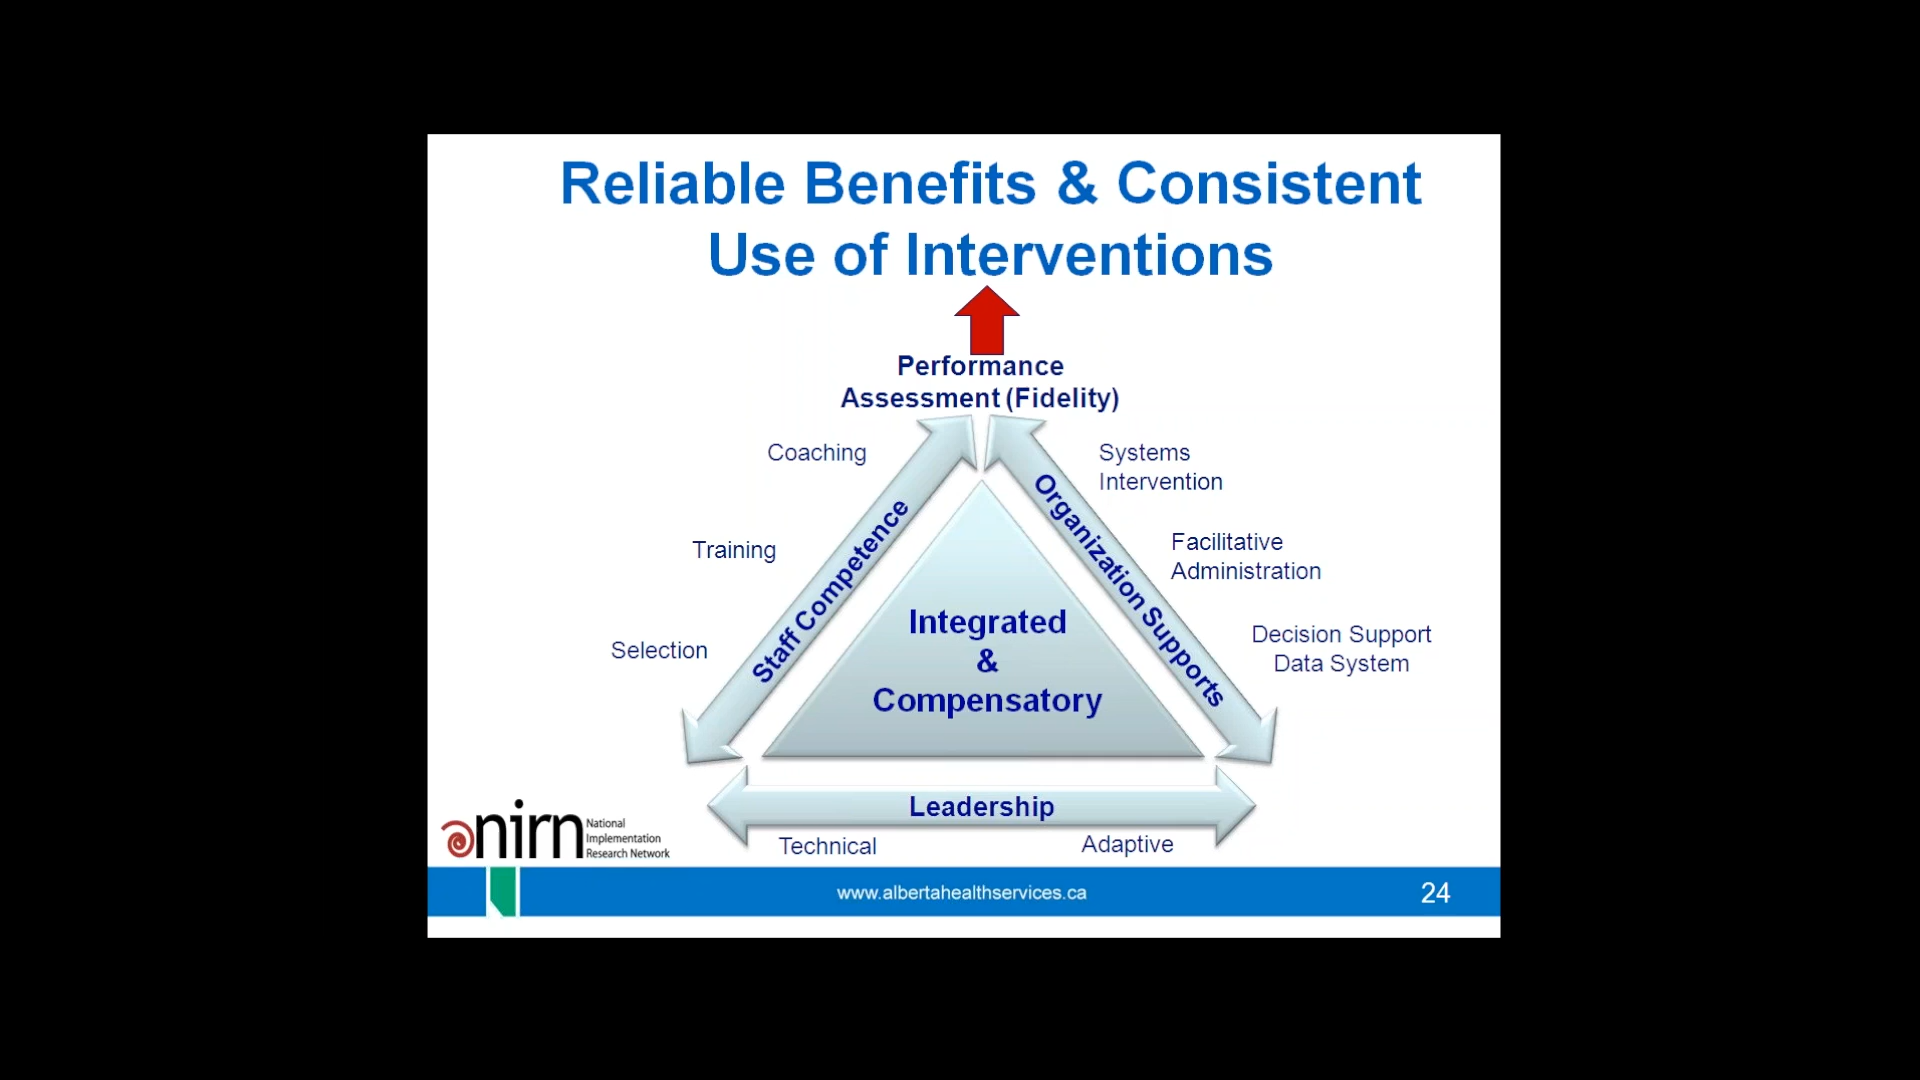 Reliable Benefits & Consistent
Use of Interventions
Performance
Assessment (Fidelity)
Coaching
Systems
Intervention
Training
Facilitative
Administration
Selection
Decision Support
Data System
Staff Competence
Organization Supports
Integrated
&
Compensatory
Leadership
Technical
Adaptive
nirn
National
Implementation
Research Network
www.albertahealthservices.ca
24